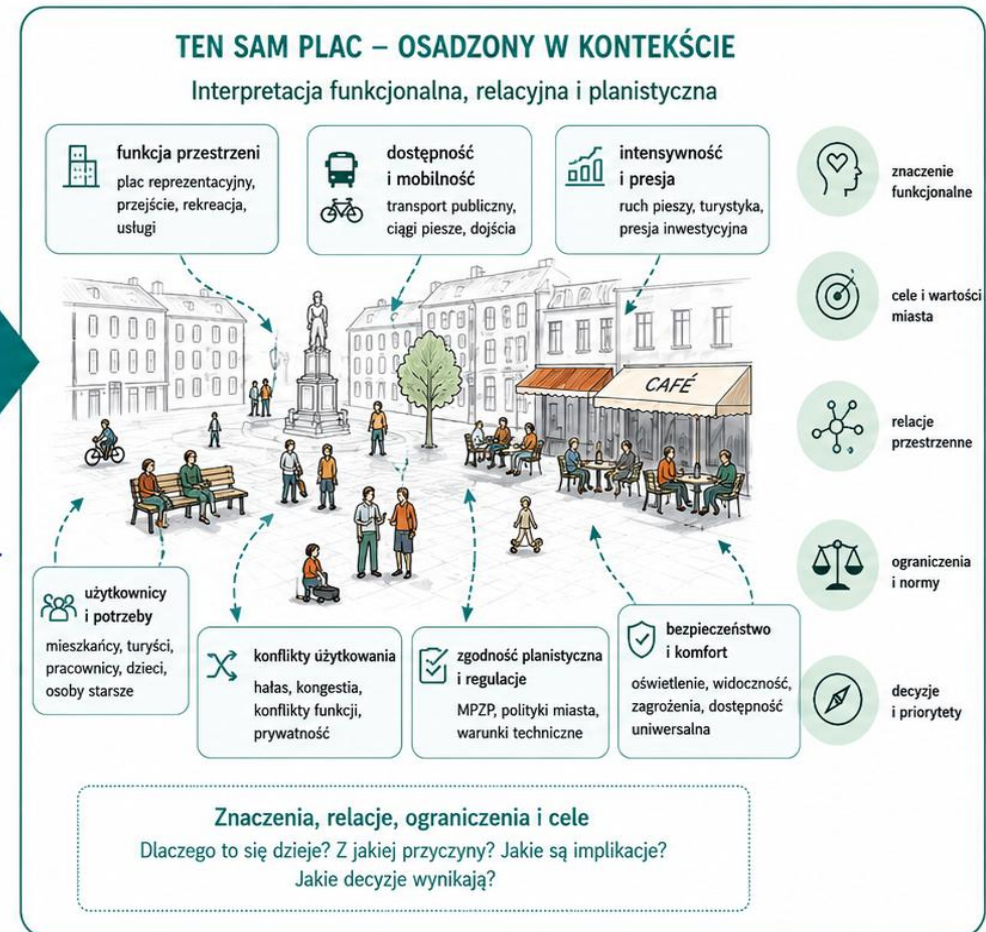 TEN SAM PLAC – OSADZONY W KONTEKŚCIE
Interpretacja funkcjonalna, relacyjna i planistyczna
funkcja przestrzeni
plac reprezentacyjny,
przejście, rekreacja,
usługi
dostępność
i mobilność
transport publiczny,
ciągi piesze, dojścia
intensywność
i presja
ruch pieszy, turystyka,
presja inwestycyjna
znaczenie
funkcjonalne
cele i wartości
miasta
relacje
przestrzenne
ograniczenia
i normy
decyzje
i priorytety
CAFÉ
użytkownicy
i potrzeby
mieszkańcy, turyści,
pracownicy, dzieci,
osoby starsze
konflikty użytkowania
hałas, kongestia,
konflikty funkcji,
prywatność
zgodność planistyczna
i regulacje
MPZP, polityki miasta,
warunki techniczne
bezpieczeństwo
i komfort
oświetlenie, widoczność,
zagrożenia, dostępność
uniwersalna
Znaczenia, relacje, ograniczenia i cele
Dlaczego to się dzieje? Z jakiej przyczyny? Jakie są implikacje?
Jakie decyzje wynikają?